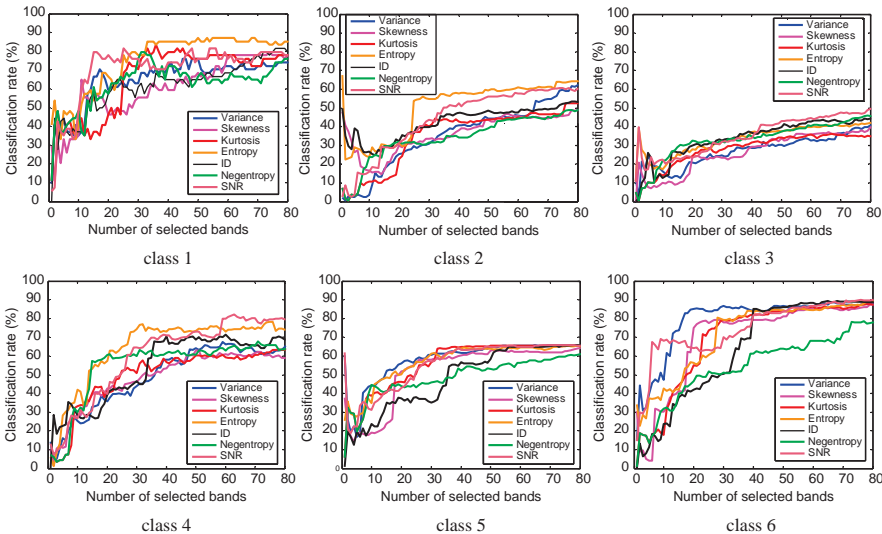 Classification rate (%)
100
90
80
70
60
50
40
30
20
10
0
Variance
Skewness
Kurtosis
Entropy
ID
Negentropy
SNR
0 10 20 30 40 50 60 70 80
Number of selected bands
class 1
Classification rate (%)
100
90
80
70
60
50
40
30
20
10
0
Variance
Skewness
Kurtosis
Entropy
ID
Negentropy
SNR
0 10 20 30 40 50 60 70 80
Number of selected bands
class 2
Classification rate (%)
100
90
80
70
60
50
40
30
20
10
0
Variance
Skewness
Kurtosis
Entropy
ID
Negentropy
SNR
0 10 20 30 40 50 60 70 80
Number of selected bands
class 3
Classification rate (%)
100
90
80
70
60
50
40
30
20
10
0
Variance
Skewness
Kurtosis
Entropy
ID
Negentropy
SNR
0 10 20 30 40 50 60 70 80
Number of selected bands
class 4
Classification rate (%)
100
90
80
70
60
50
40
30
20
10
0
Variance
Skewness
Kurtosis
Entropy
ID
Negentropy
SNR
0 10 20 30 40 50 60 70 80
Number of selected bands
class 5
Classification rate (%)
100
90
80
70
60
50
40
30
20
10
0
Variance
Skewness
Kurtosis
Entropy
ID
Negentropy
SNR
0 10 20 30 40 50 60 70 80
Number of selected bands
class 6